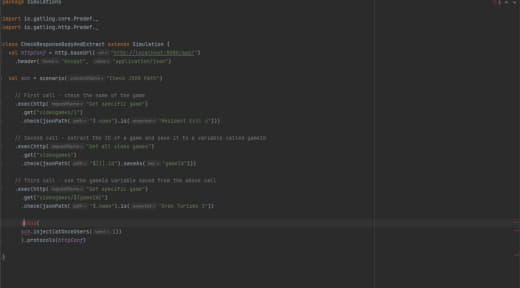 package simulations
import io.gatling.core.Predef._
import io.gatling.http.Predef._
class CheckResponseBodyAndExtract extends Simulation {
val httpConf = http.baseUrl( url = "http://localhost:8080/app/")
.header( "Accept", value = "application/json")
val scn = scenario( scenarioName = "Check JSON Path")
// First call - check the name of the game
.exec(http( requestName = "Get specific game")
.get("videogames/1")
.check(jsonPath( path = "$.name").is( expected = "Resident Evil 4")))
// Second call - extract the ID of a game and save it to a variable called gameId
.exec(http( requestName = "Get all video games")
.get("videogames")
.check(jsonPath( path = "$[1].id").saveAs( key = "gameId")))
// Third call - use the gameId variable saved from the above call
.exec(http( requestName = "Get specific game")
.get("videogames/${gameId}")
.check(jsonPath( path = "$.name").is( expected = "Gran Turismo 3")))
setUp(
scn.inject(atOnceUsers( users = 1))
).protocols(httpConf)
}